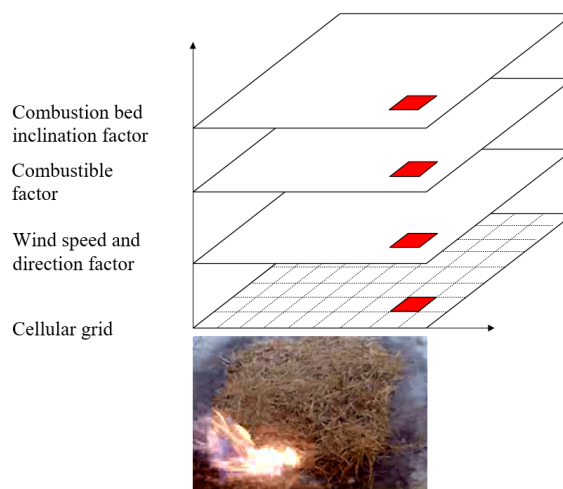 Combustion bed
inclination factor
Combustible
factor
Wind speed and
direction factor
Cellular grid